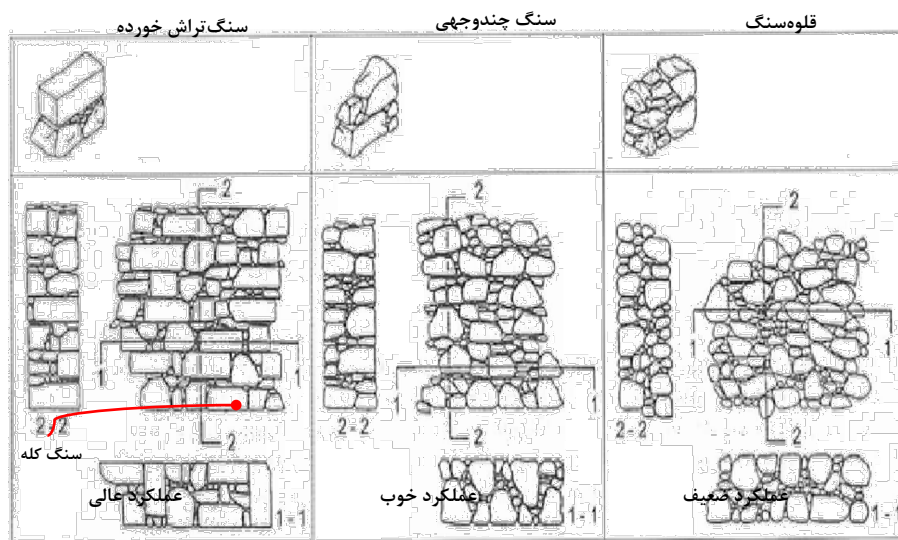 قلوه‌سنگ
سنگ چندوجهی
سنگ‌تراش خورده
2
2
2
1
1
1
1
1
1
2 - 2
2 - 2
2 - 2
2
2
2
سنگ کله
عملکرد ضعیف
عملکرد خوب
عملکرد عالی
1 - 1
1 - 1
1 - 1